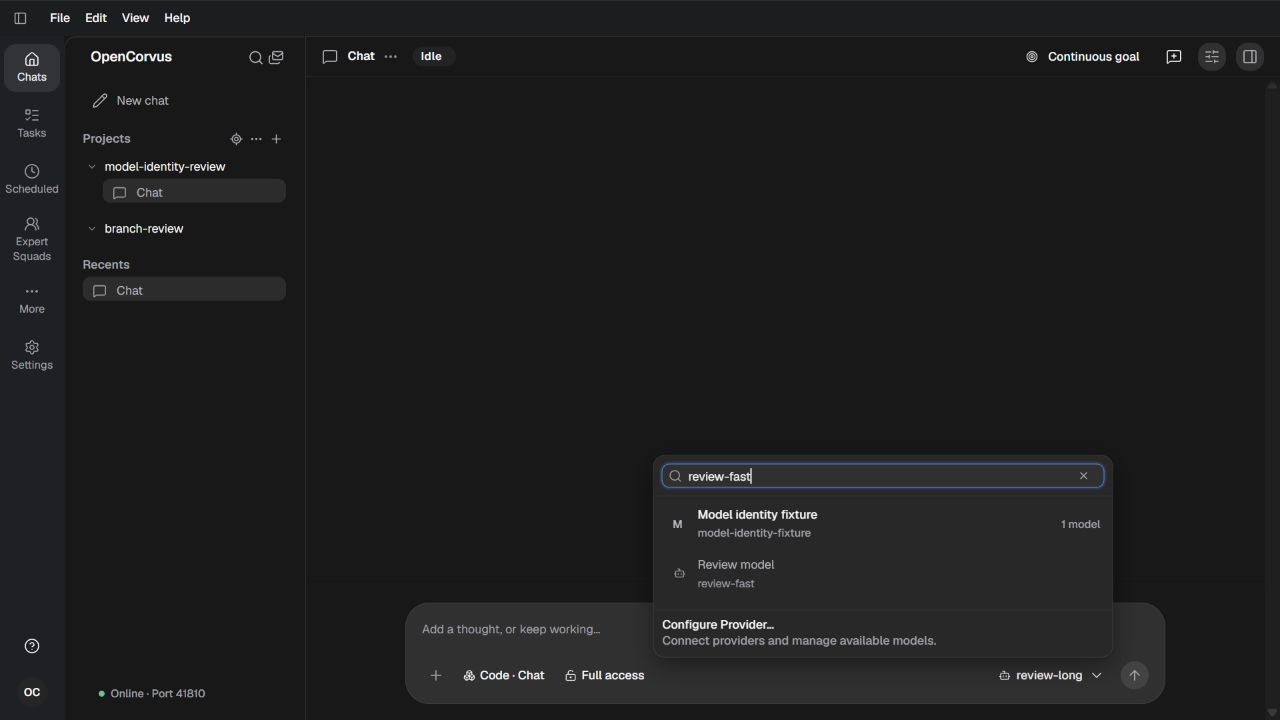 File Edit View Help
OpenCorvus
Chats
Tasks
Scheduled
Expert
Squads
More
Settings
OC
New chat
Projects
model-identity-review
Chat
branch-review
Recents
Chat
Online · Port 41810
Chat
Idle
Continuous goal
review-fast
M
Model identity fixture
model-identity-fixture
1 model
Review model
review-fast
Configure Provider...
Connect providers and manage available models.
Add a thought, or keep working...
Code · Chat
Full access
review-long